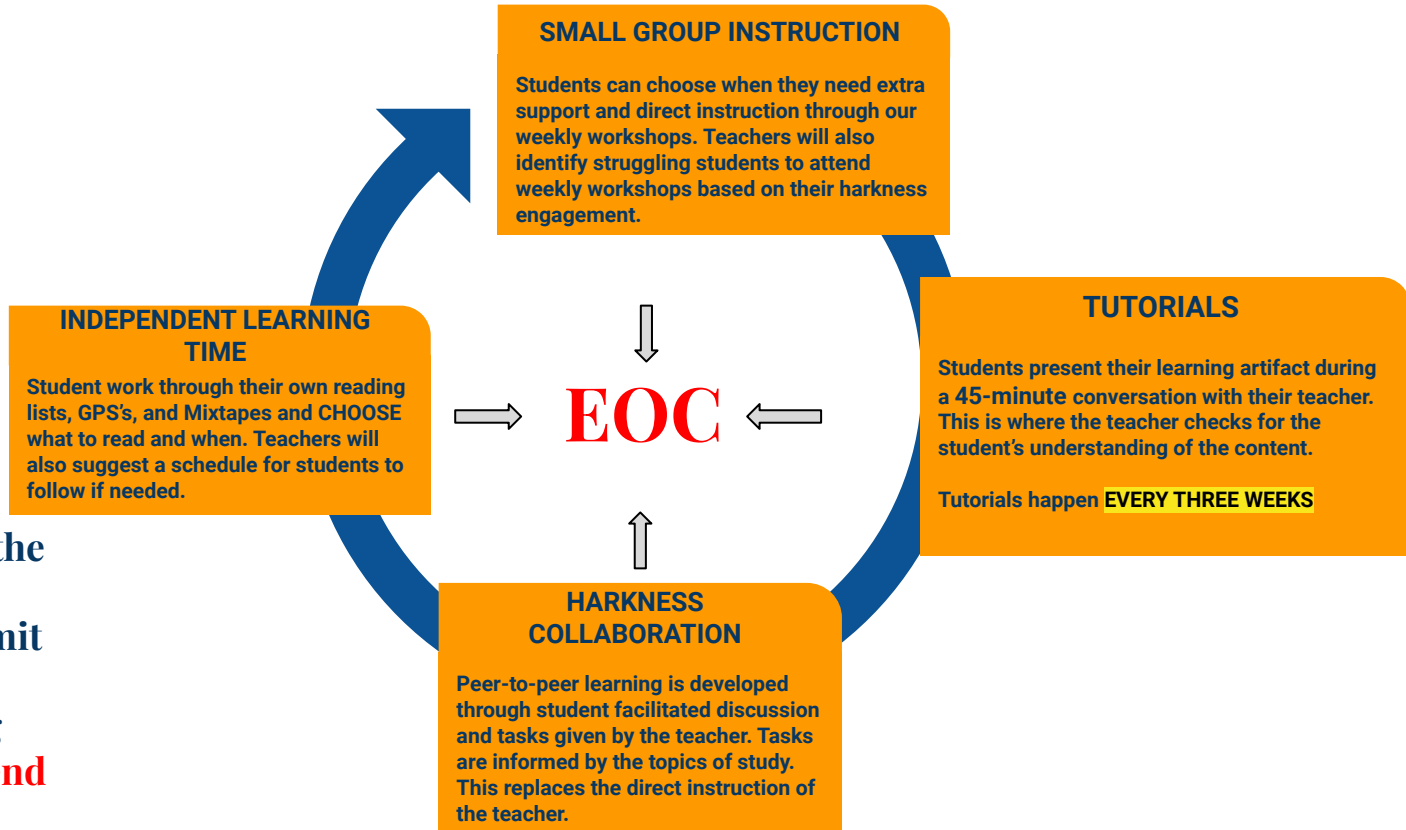 SMALL GROUP INSTRUCTION
Students can choose when they need extra
support and direct instruction through our
weekly workshops. Teachers will also
identify struggling students to attend
weekly workshops based on their harkness
engagement.
INDEPENDENT LEARNING
TIME
Student work through their own reading
lists, GPS's, and Mixtapes and CHOOSE
what to read and when. Teachers will
also suggest a schedule for students to
follow if needed.
EOC
TUTORIALS
Students present their learning artifact during
a 45-minute conversation with their teacher.
This is where the teacher checks for the
student's understanding of the content.
Tutorials happen EVERY THREE WEEKS
HARKNESS
COLLABORATION
Peer-to-peer learning is developed
through student facilitated discussion
and tasks given by the teacher. Tasks
are informed by the topics of study.
This replaces the direct instruction of
the teacher.
the